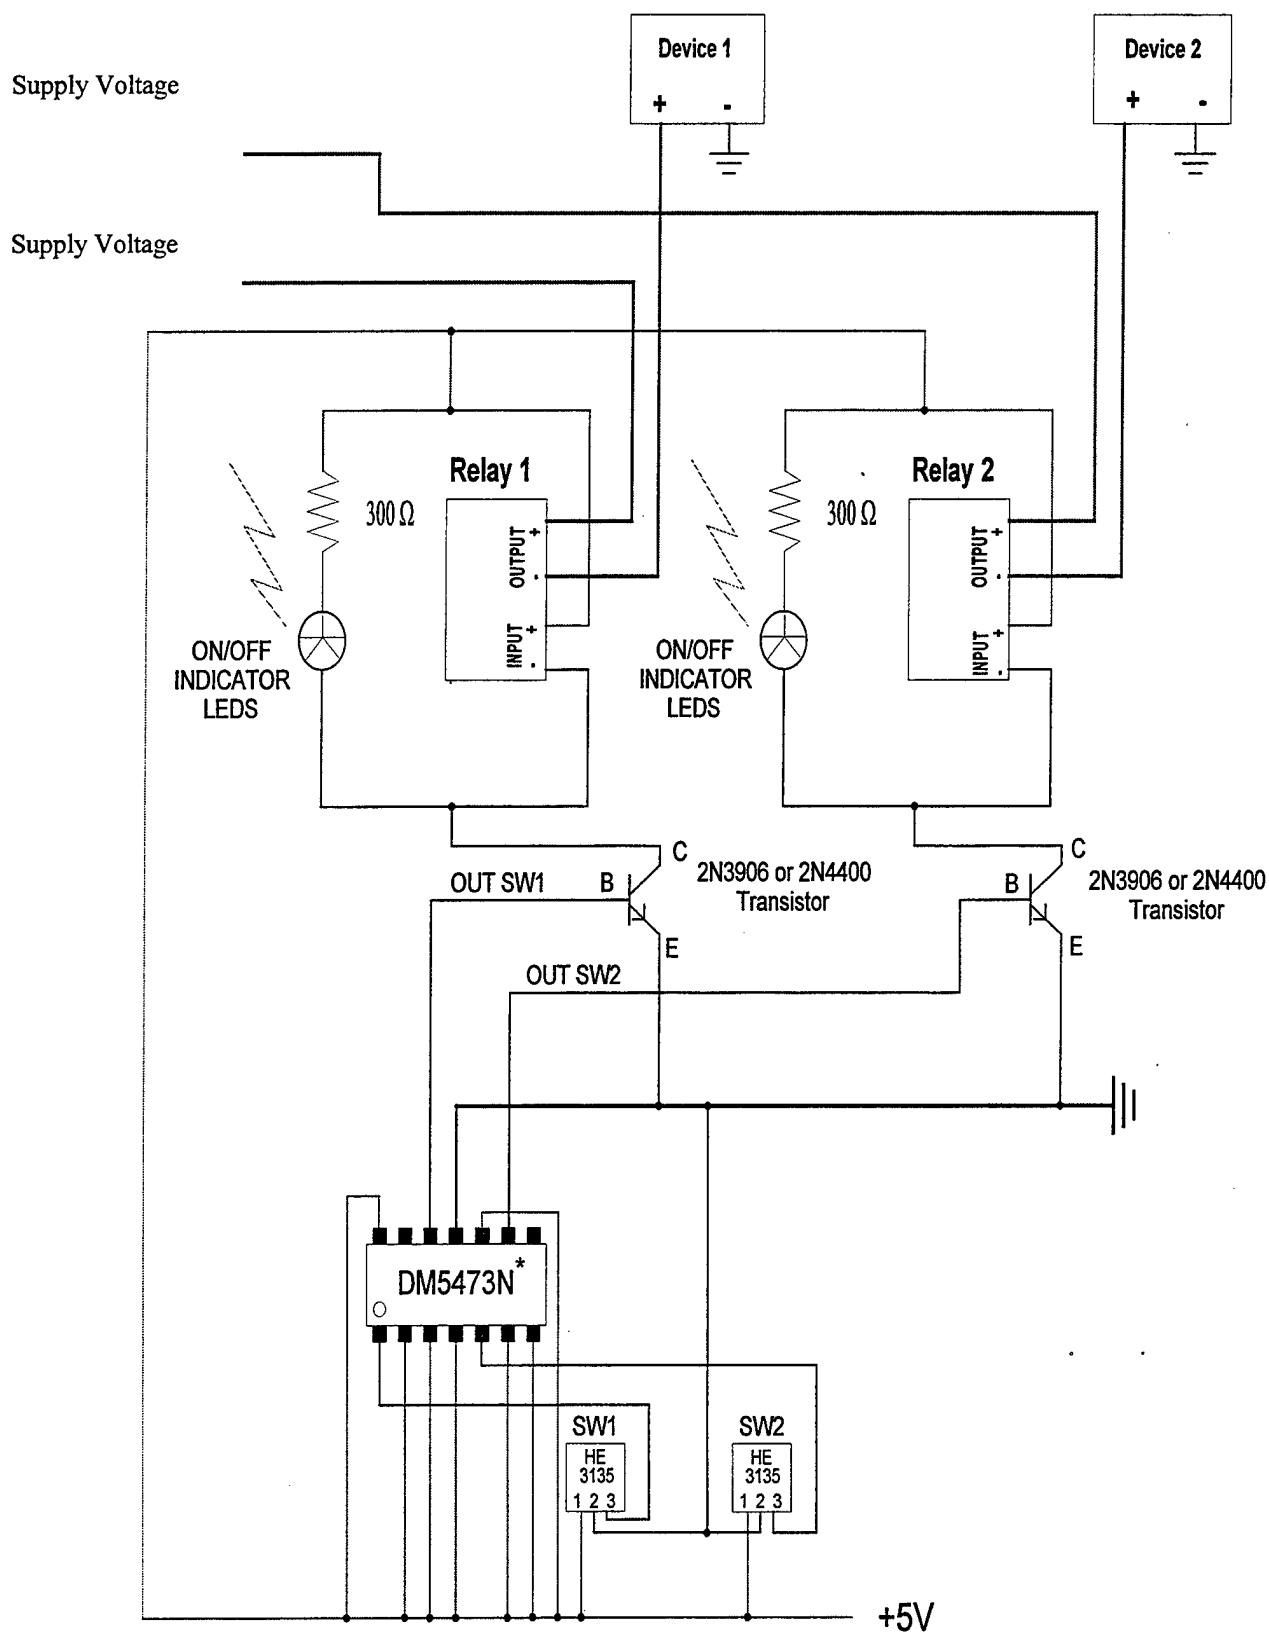 Device 1
+ -
Device 2
+ -
Supply Voltage
Supply Voltage
Relay 1
300 Ω
OUTPUT
+
-
INPUT
+
-
ON/OFF
INDICATOR
LEDS
Relay 2
300 Ω
OUTPUT
+
-
INPUT
+
-
ON/OFF
INDICATOR
LEDS
C
2N3906 or 2N4400
Transistor
OUT SW1
B
E
C
2N3906 or 2N4400
Transistor
B
E
OUT SW2
DM5473N*
SW1
HE
3135
1 2 3
SW2
HE
3135
1 2 3
+5V